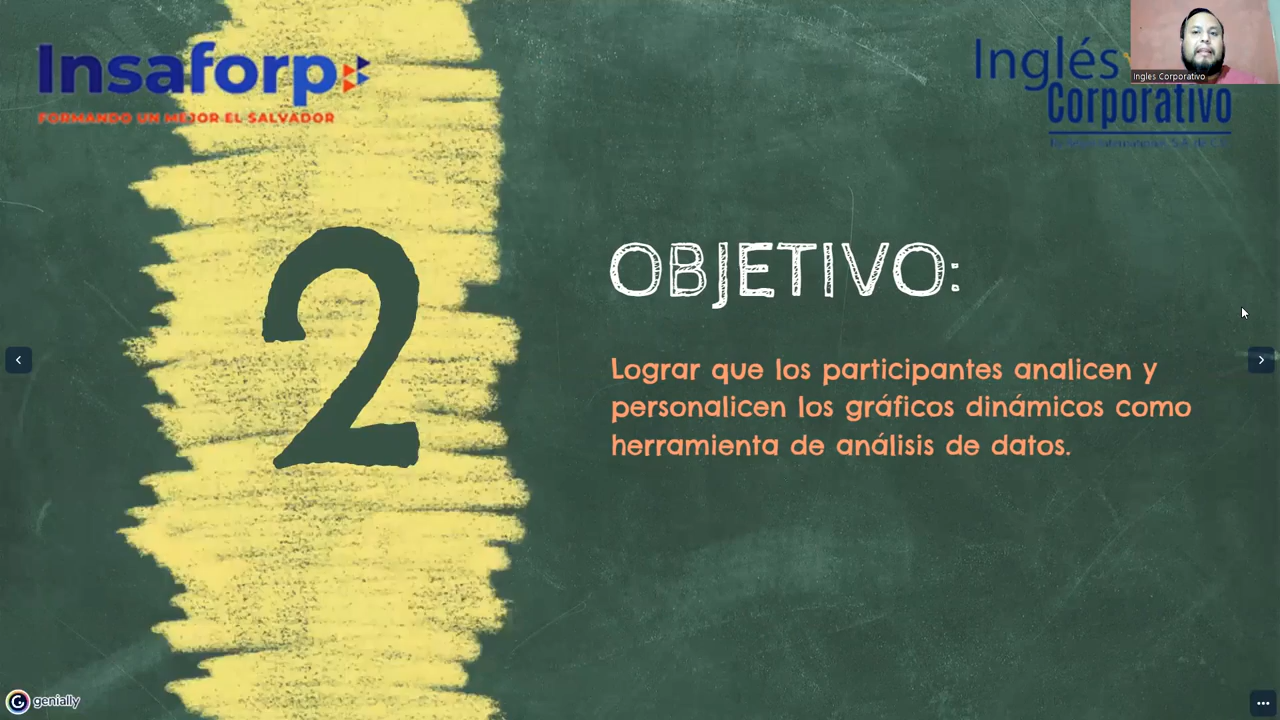 Insaforp
FORMANDO UN MEJOR EL SALVADOR
Inglés
Corporativo
Ingles Corporativo
2
OBJETIVO:
Lograr que los participantes analicen y
personalicen los gráficos dinámicos como
herramienta de análisis de datos.
genially